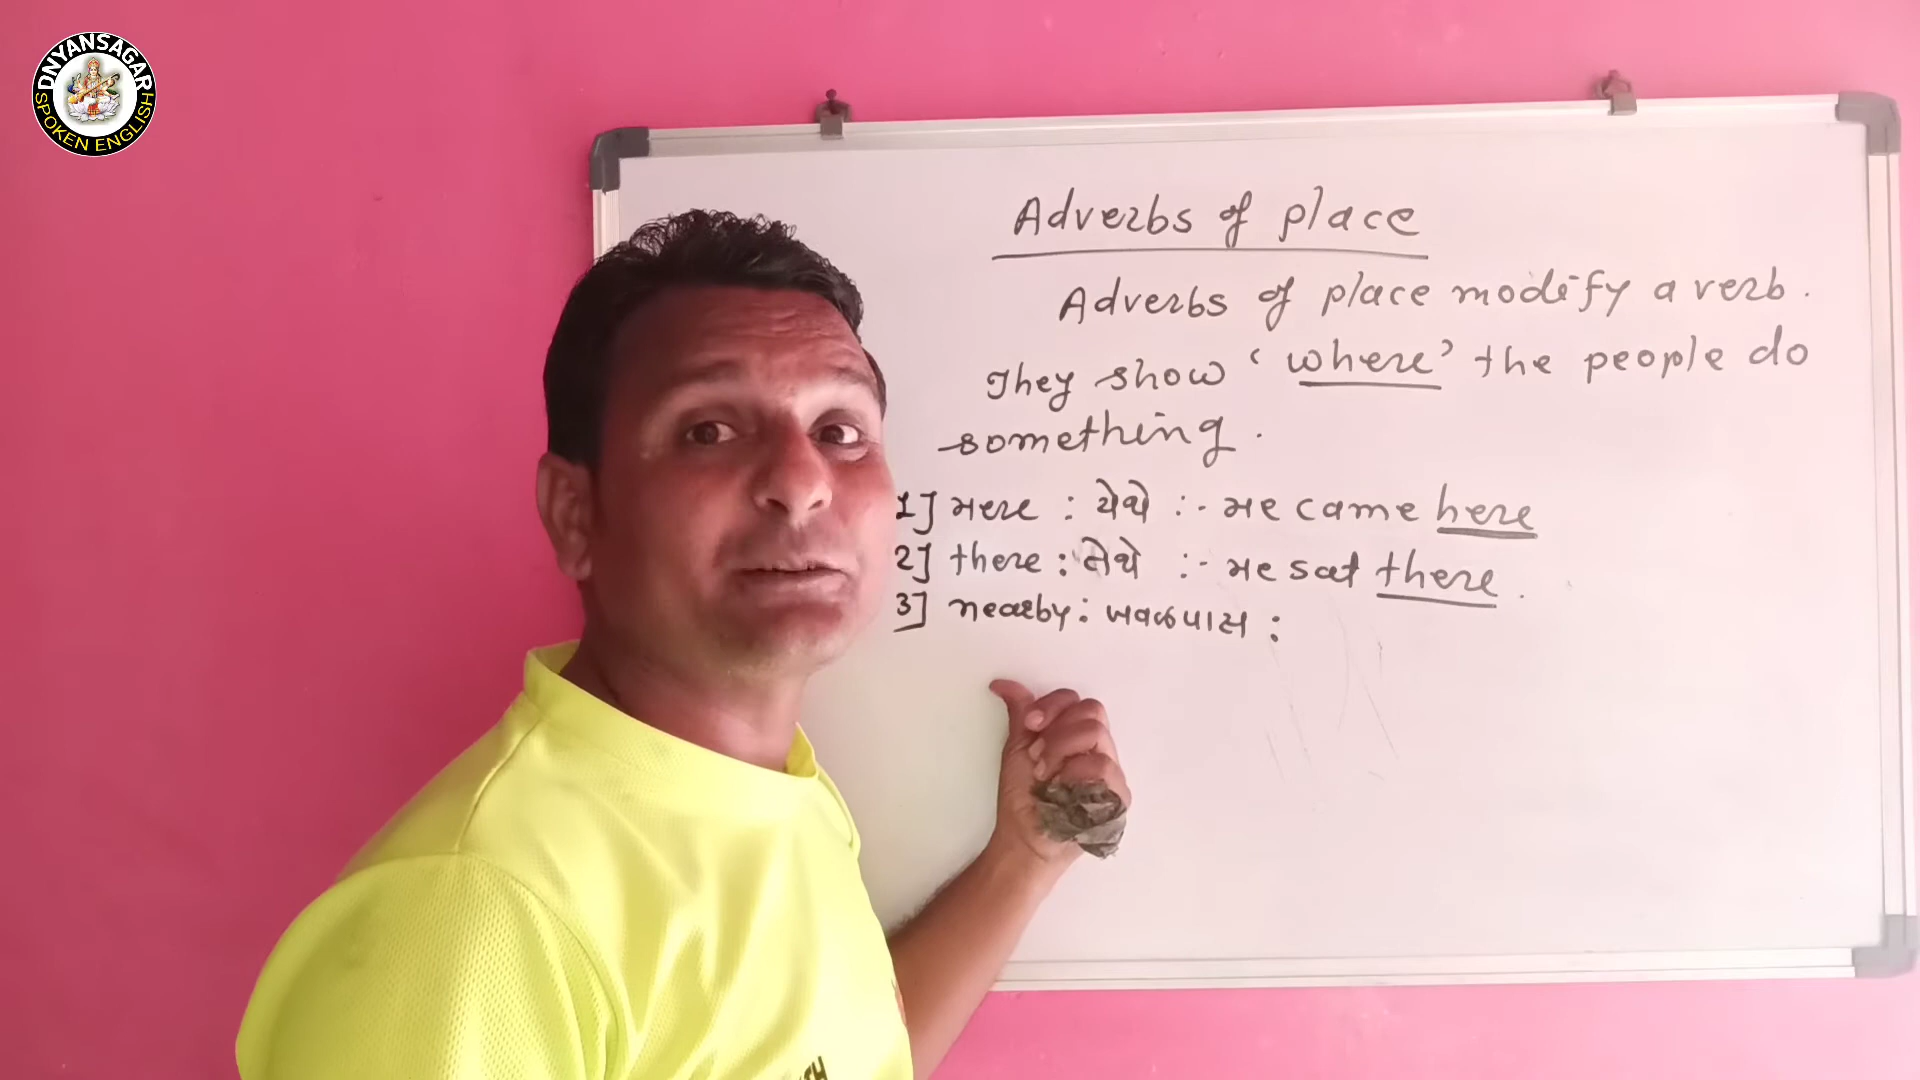 DNYANSAGAR
SPOKEN ENGLISH
Adverbs of place
Adverbs of place modify a verb.
They show ‘where’ the people do
something.
1] Here : येथे :- He came here
2] there : तेथे :- He sat there.
3] nearby : जवळपास :